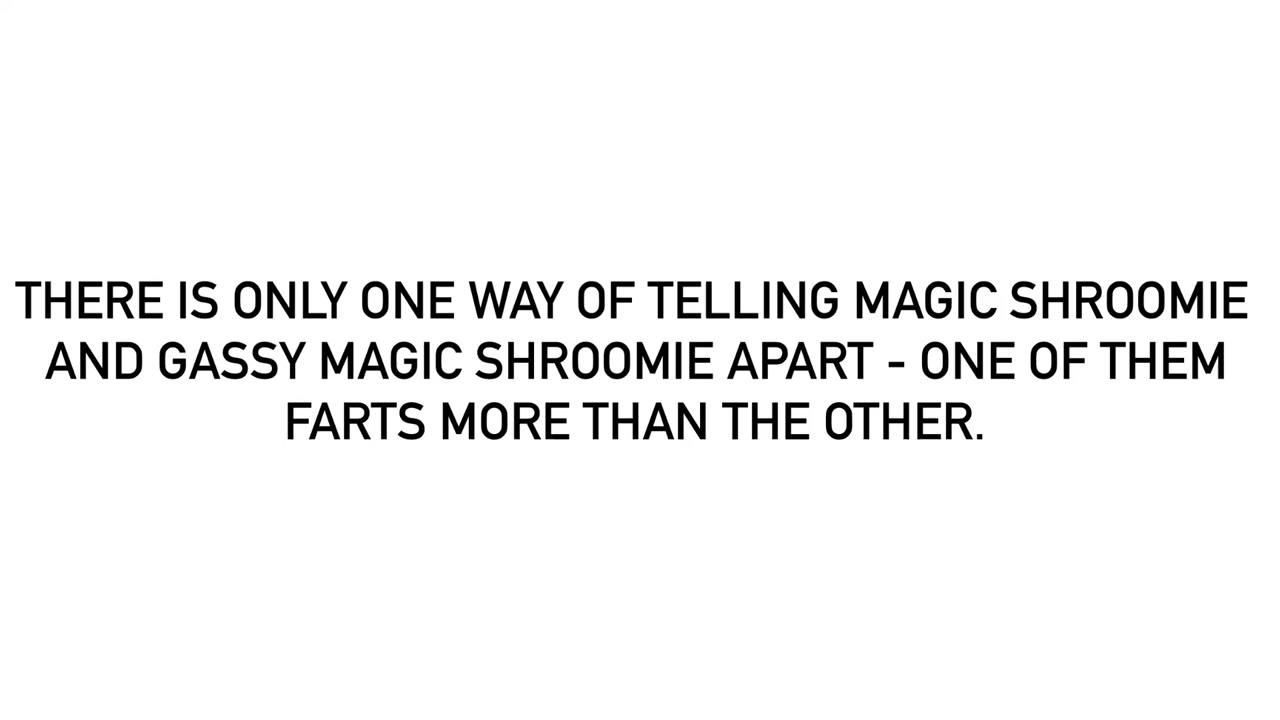 THERE IS ONLY ONE WAY OF TELLING MAGIC SHROOMIE
AND GASSY MAGIC SHROOMIE APART - ONE OF THEM
FARTS MORE THAN THE OTHER.